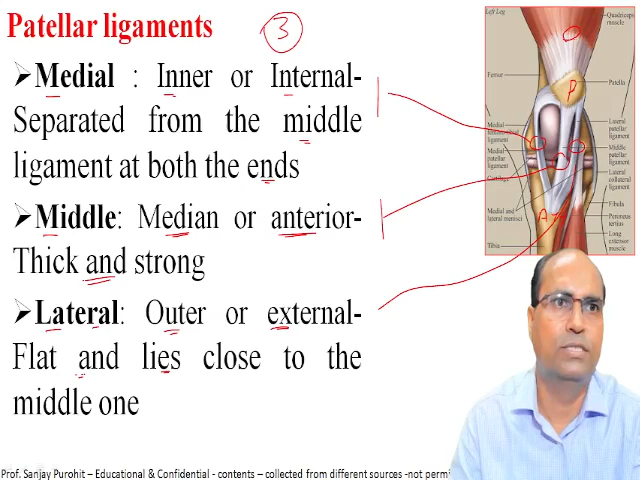 Patellar ligaments
3
➢Medial : Inner or Internal-
Separated from the middle
ligament at both the ends
➢Middle: Median or anterior-
Thick and strong
➢Lateral: Outer or external-
Flat and lies close to the
middle one
Left Leg
Quadriceps
muscle
Femur
Patella
P
Medial
ligament
Lateral patellar
ligament
Medial
patellar
ligament
Middle patellar
ligament
Cartilage
Lateral
collateral
ligament
Medial and
lateral menisci
Fibula
Peroneus
tertius
Tibia
Long
extensor
muscle
Prof. Sanjay Purohit – Educational & Confidential - contents – collected from different sources -not permi